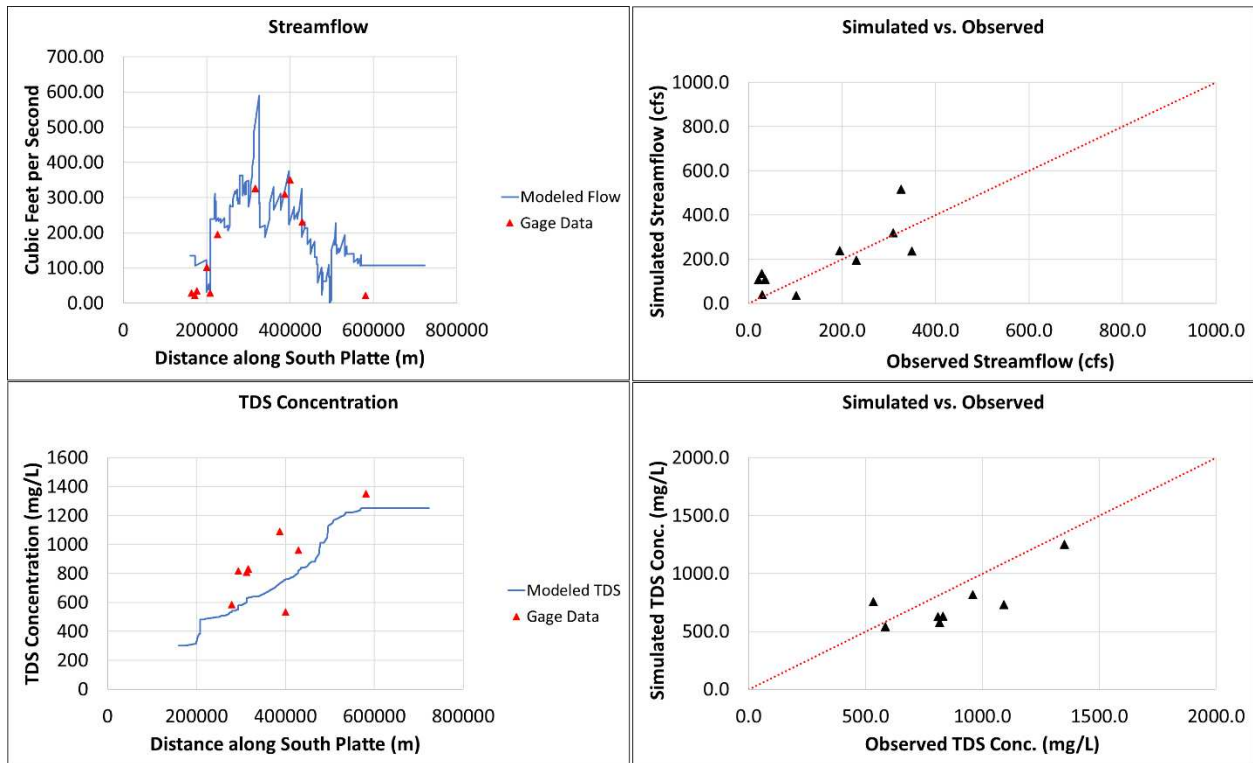 Streamflow
Cubic Feet per Second
700.00
600.00
500.00
400.00
300.00
200.00
100.00
0.00
0 200000 400000 600000 800000
Distance along South Platte (m)
Modeled Flow
Gage Data
Simulated vs. Observed
Simulated Streamflow (cfs)
1000.0
800.0
600.0
400.0
200.0
0.0
0.0 200.0 400.0 600.0 800.0 1000.0
Observed Streamflow (cfs)
TDS Concentration
TDS Concentration (mg/L)
1600
1400
1200
1000
800
600
400
200
0
0 200000 400000 600000 800000
Distance along South Platte (m)
Modeled TDS
Gage Data
Simulated vs. Observed
Simulated TDS Conc. (mg/L)
2000.0
1500.0
1000.0
500.0
0.0
0.0 500.0 1000.0 1500.0 2000.0
Observed TDS Conc. (mg/L)